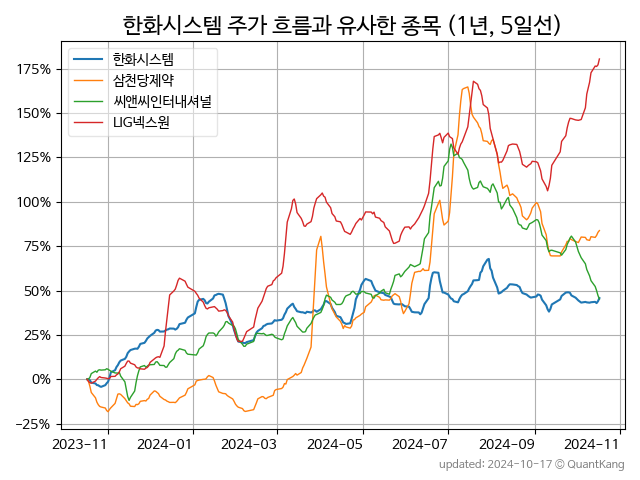 한화시스템 주가 흐름과 유사한 종목 (1년, 5일선)
한화시스템
삼천당제약
씨앤씨인터내셔널
LIG넥스원
175%
150%
125%
100%
75%
50%
25%
0%
−25%
2023-11 2024-01 2024-03 2024-05 2024-07 2024-09 2024-11
updated: 2024-10-17 © QuantKang